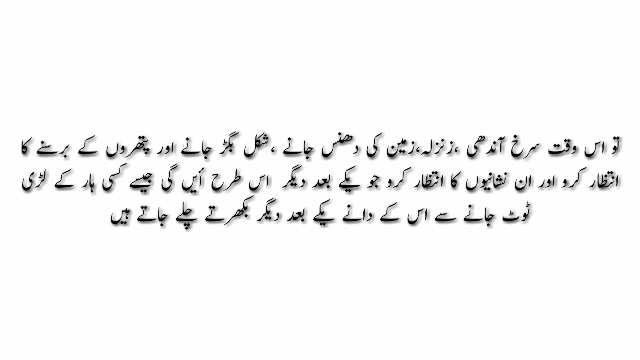 تو اس وقت سرخ آندھی ،زنزلہ،زمین کی دھنس جانے ،شکل بگڑ جانے اور پتھروں کے برسنے کا
انتظار کرو اور ان نشانیوں کا انتظار کرو جو یکے بعد دیگر اس طرح أئیں گی جیسے کسی ہار کے لڑی
ٹوٹ جانے سے اس کے دانے یکے بعد دیگر بکھرتے چلے جاتے ہیں